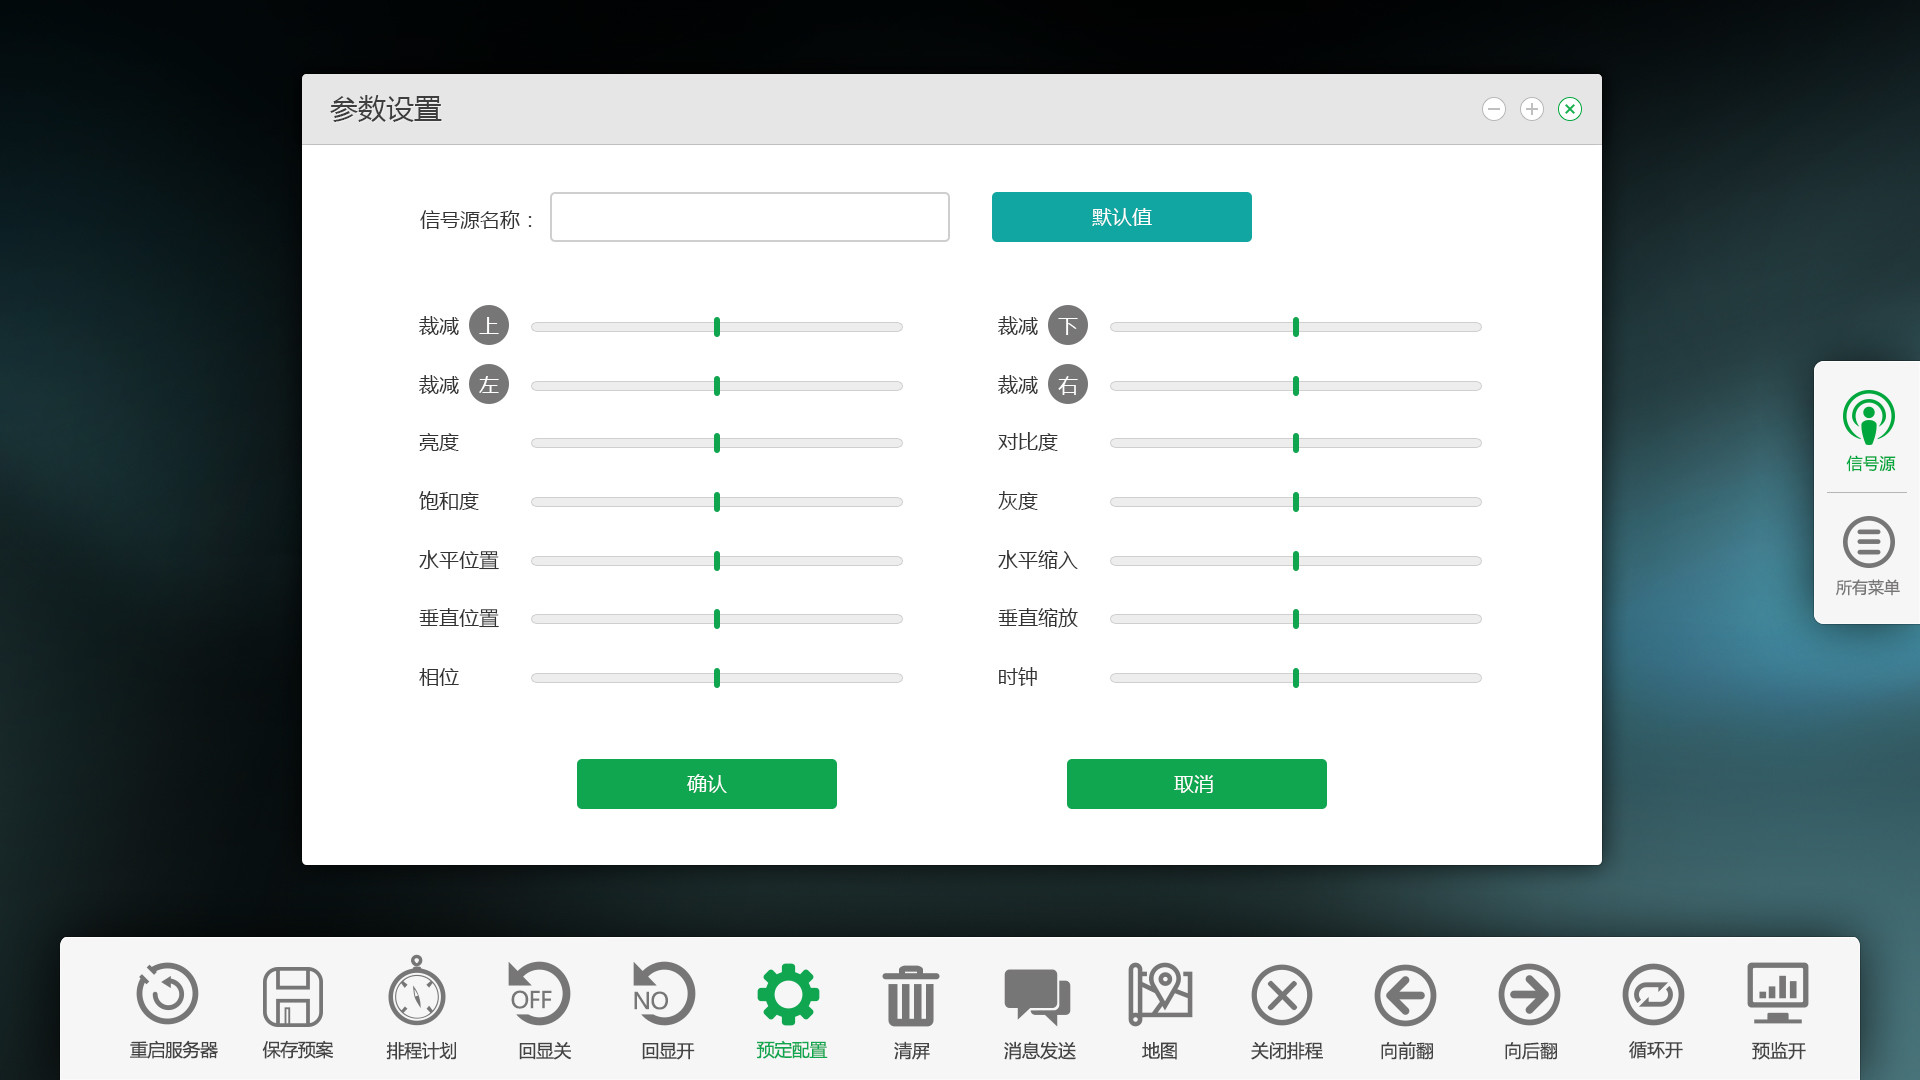 参数设置
信号源名称：
默认值
裁减 上
裁减 下
裁减 左
裁减 右
亮度
对比度
饱和度
灰度
水平位置
水平缩入
垂直位置
垂直缩放
相位
时钟
确认
取消
信号源
所有菜单
OFF
NO
重启服务器
保存预案
排程计划
回显关
回显开
预定配置
清屏
消息发送
地图
关闭排程
向前翻
向后翻
循环开
预监开